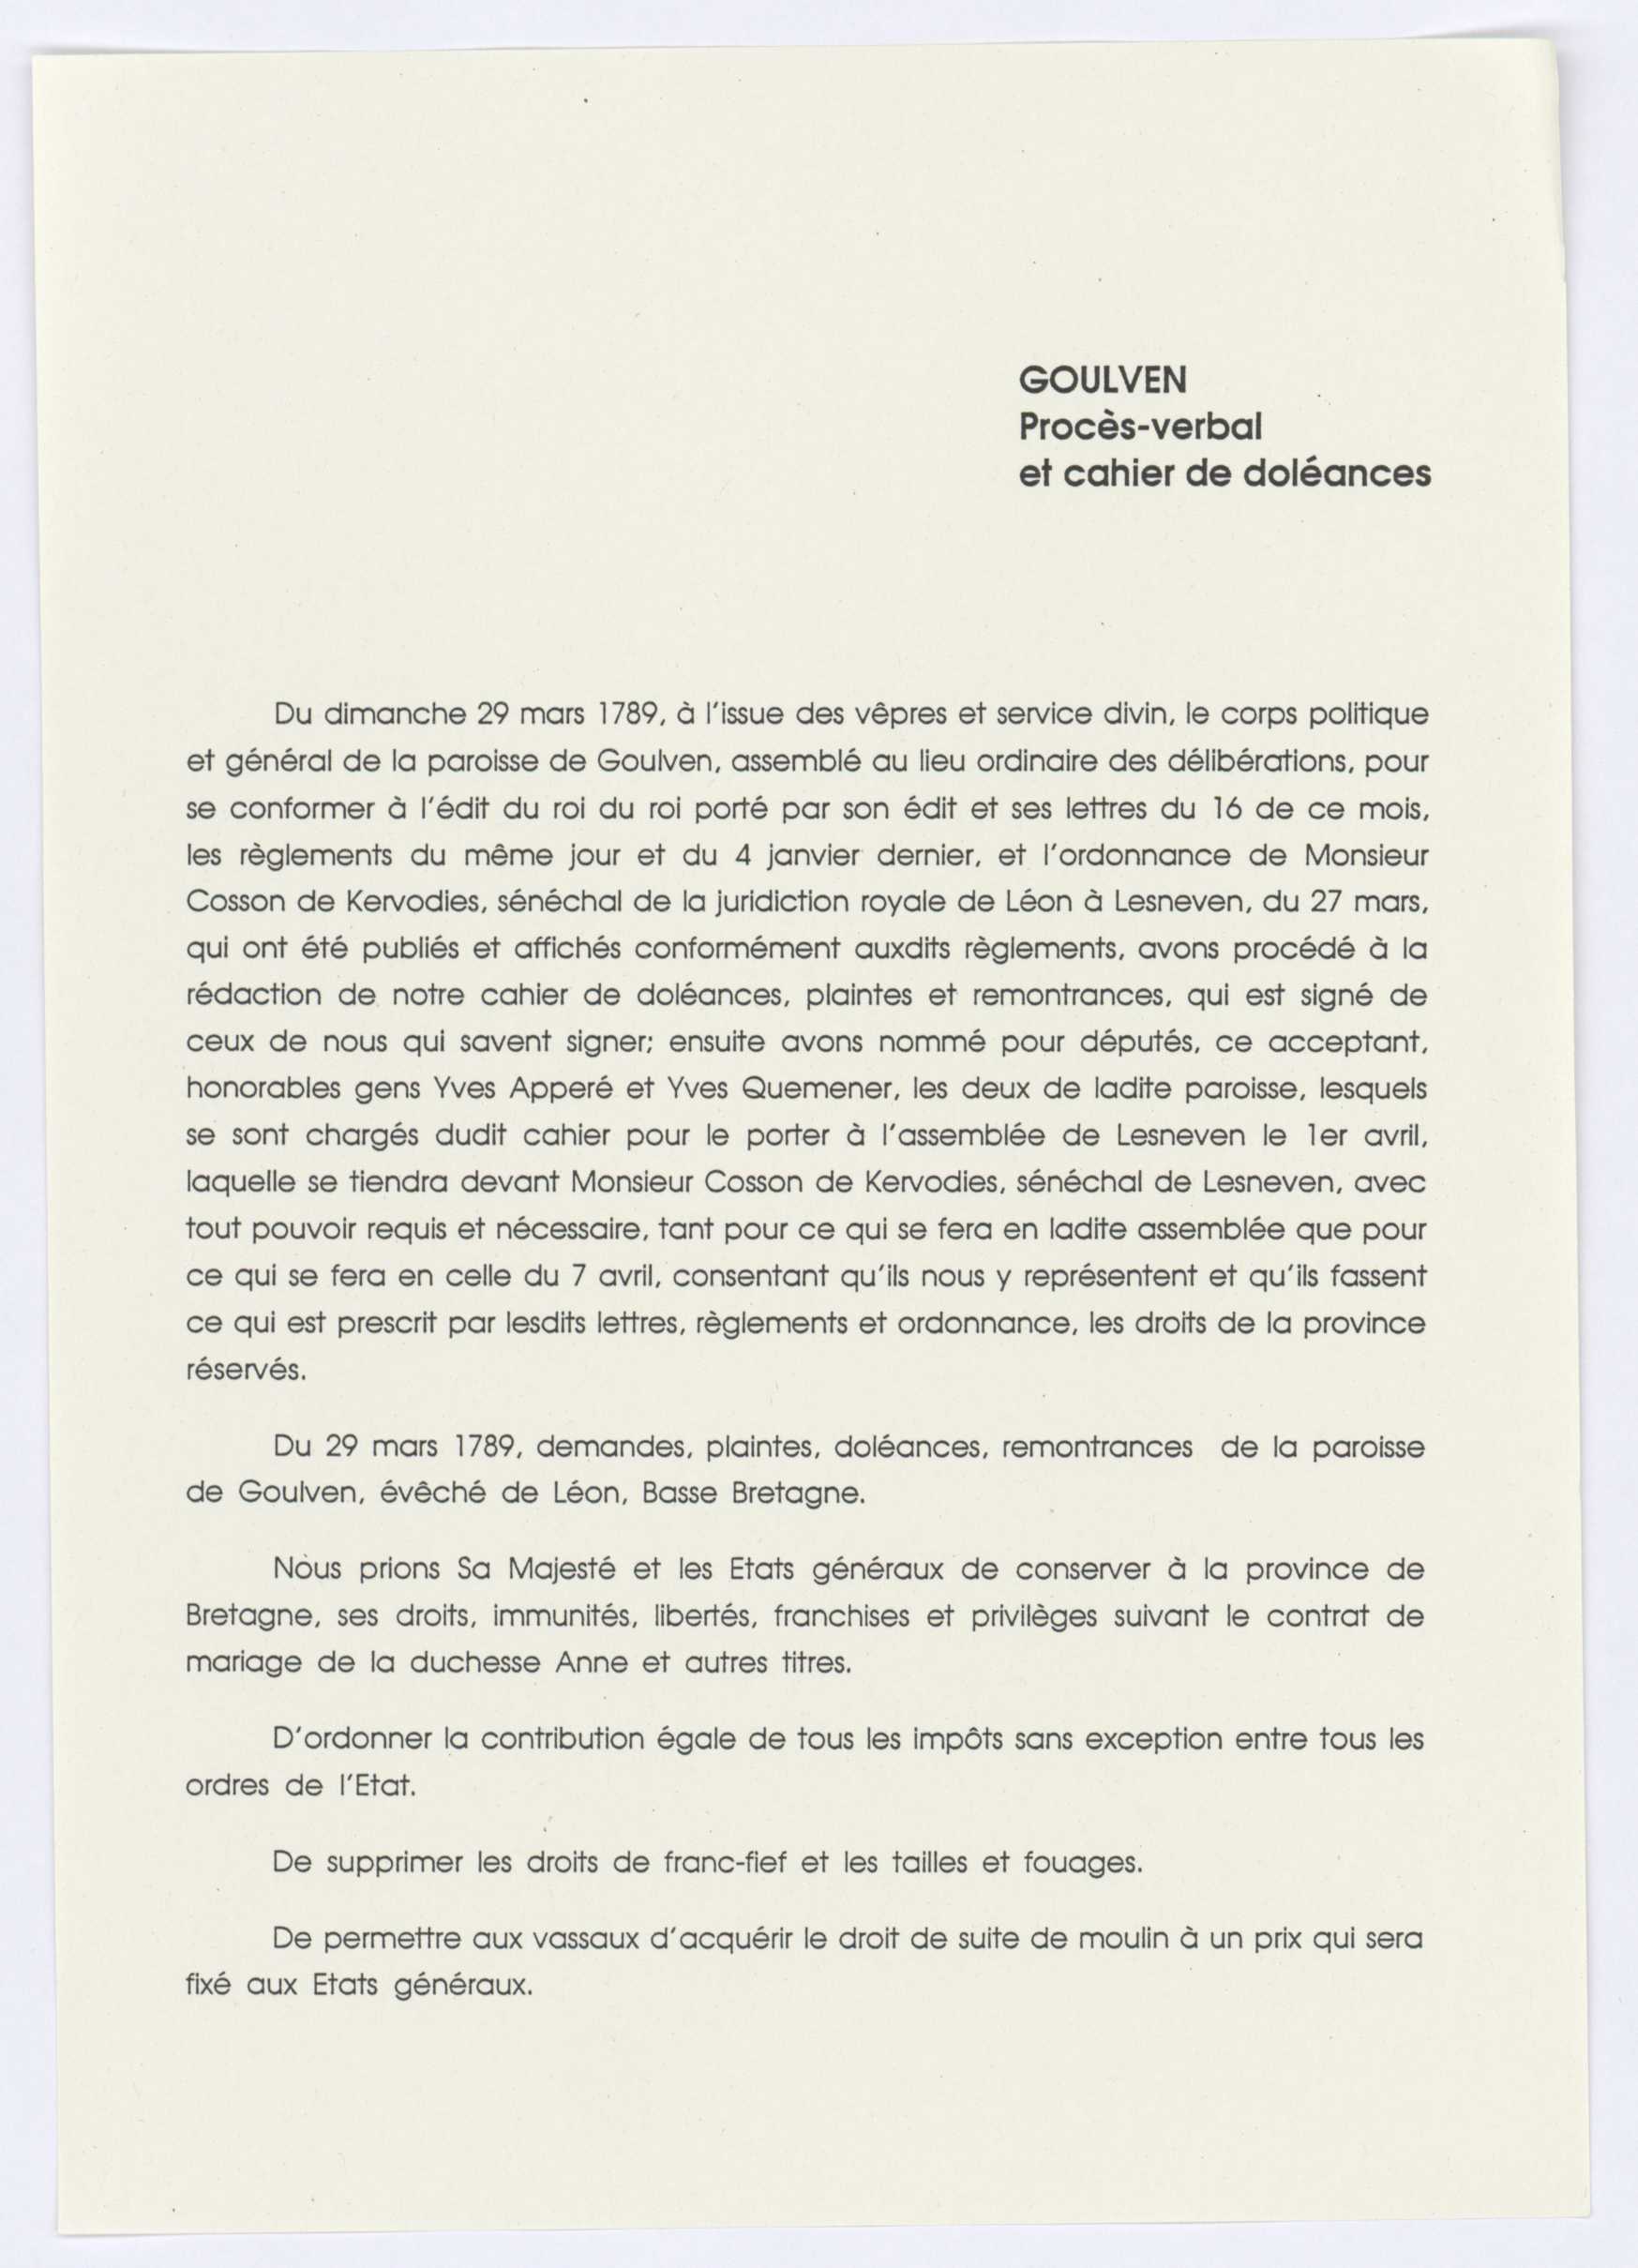 GOULVEN
Procès-verbal
et cahier de doléances
Du dimanche 29 mars 1789, à l'issue des vêpres et service divin, le corps politique
et général de la paroisse de Goulven, assemblé au lieu ordinaire des délibérations, pour
se conformer à l'édit du roi du roi porté par son édit et ses lettres du 16 de ce mois,
les règlements du même jour et du 4 janvier dernier, et l'ordonnance de Monsieur
Cosson de Kervodies, sénéchal de la juridiction royale de Léon à Lesneven, du 27 mars,
qui ont été publiés et affichés conformément auxdits règlements, avons procédé à la
rédaction de notre cahier de doléances, plaintes et remontrances, qui est signé de
ceux de nous qui savent signer; ensuite avons nommé pour députés, ce acceptant,
honorables gens Yves Apperé et Yves Quemener, les deux de ladite paroisse, lesquels
se sont chargés dudit cahier pour le porter à l'assemblée de Lesneven le 1er avril,
laquelle se tiendra devant Monsieur Cosson de Kervodies, sénéchal de Lesneven, avec
tout pouvoir requis et nécessaire, tant pour ce qui se fera en ladite assemblée que pour
ce qui se fera en celle du 7 avril, consentant qu'ils nous y représentent et qu'ils fassent
ce qui est prescrit par lesdits lettres, règlements et ordonnance, les droits de la province
réservés.
Du 29 mars 1789, demandes, plaintes, doléances, remontrances de la paroisse
de Goulven, évêché de Léon, Basse Bretagne.
Nous prions Sa Majesté et les Etats généraux de conserver à la province de
Bretagne, ses droits, immunités, libertés, franchises et privilèges suivant le contrat de
mariage de la duchesse Anne et autres titres.
D'ordonner la contribution égale de tous les impôts sans exception entre tous les
ordres de l'Etat.
De supprimer les droits de franc-fief et les tailles et fouages.
De permettre aux vassaux d'acquérir le droit de suite de moulin à un prix qui sera
fixé aux Etats généraux.